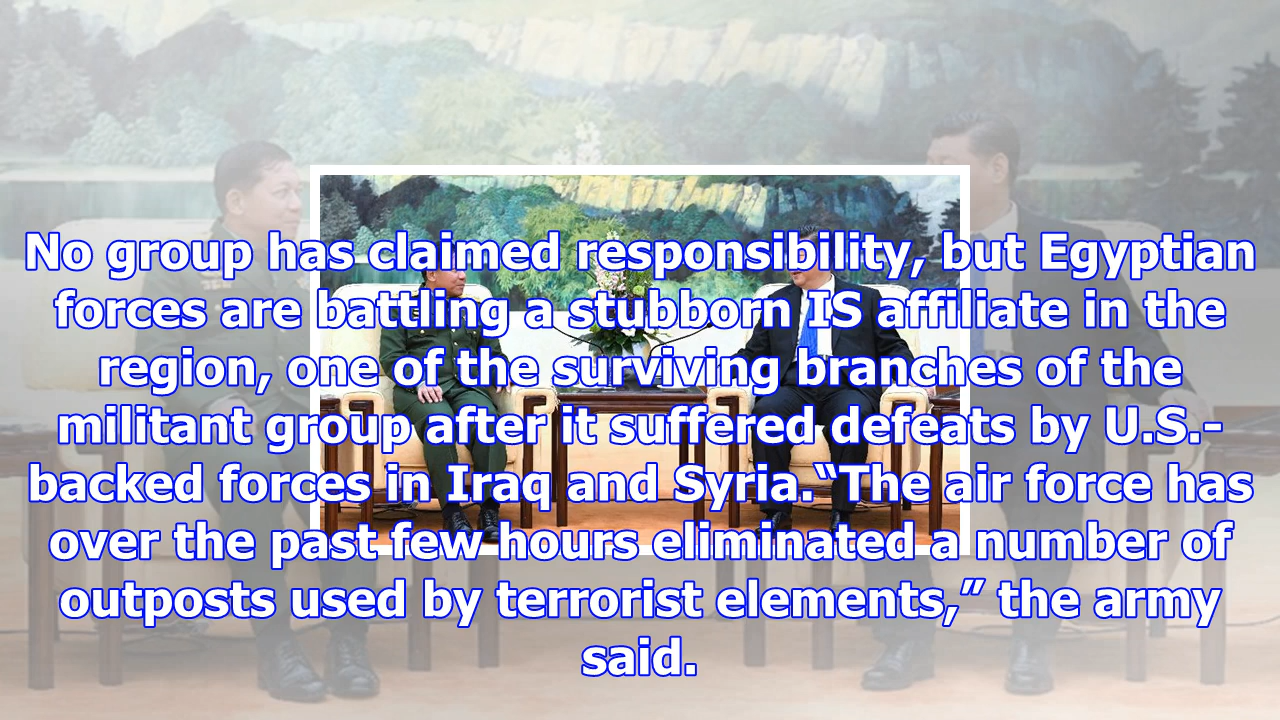 No group has claimed responsibility, but Egyptian
forces are battling a stubborn IS affiliate in the
region, one of the surviving branches of the
militant group after it suffered defeats by U.S.-
backed forces in Iraq and Syria.“The air force has
over the past few hours eliminated a number of
outposts used by terrorist elements,” the army
said.